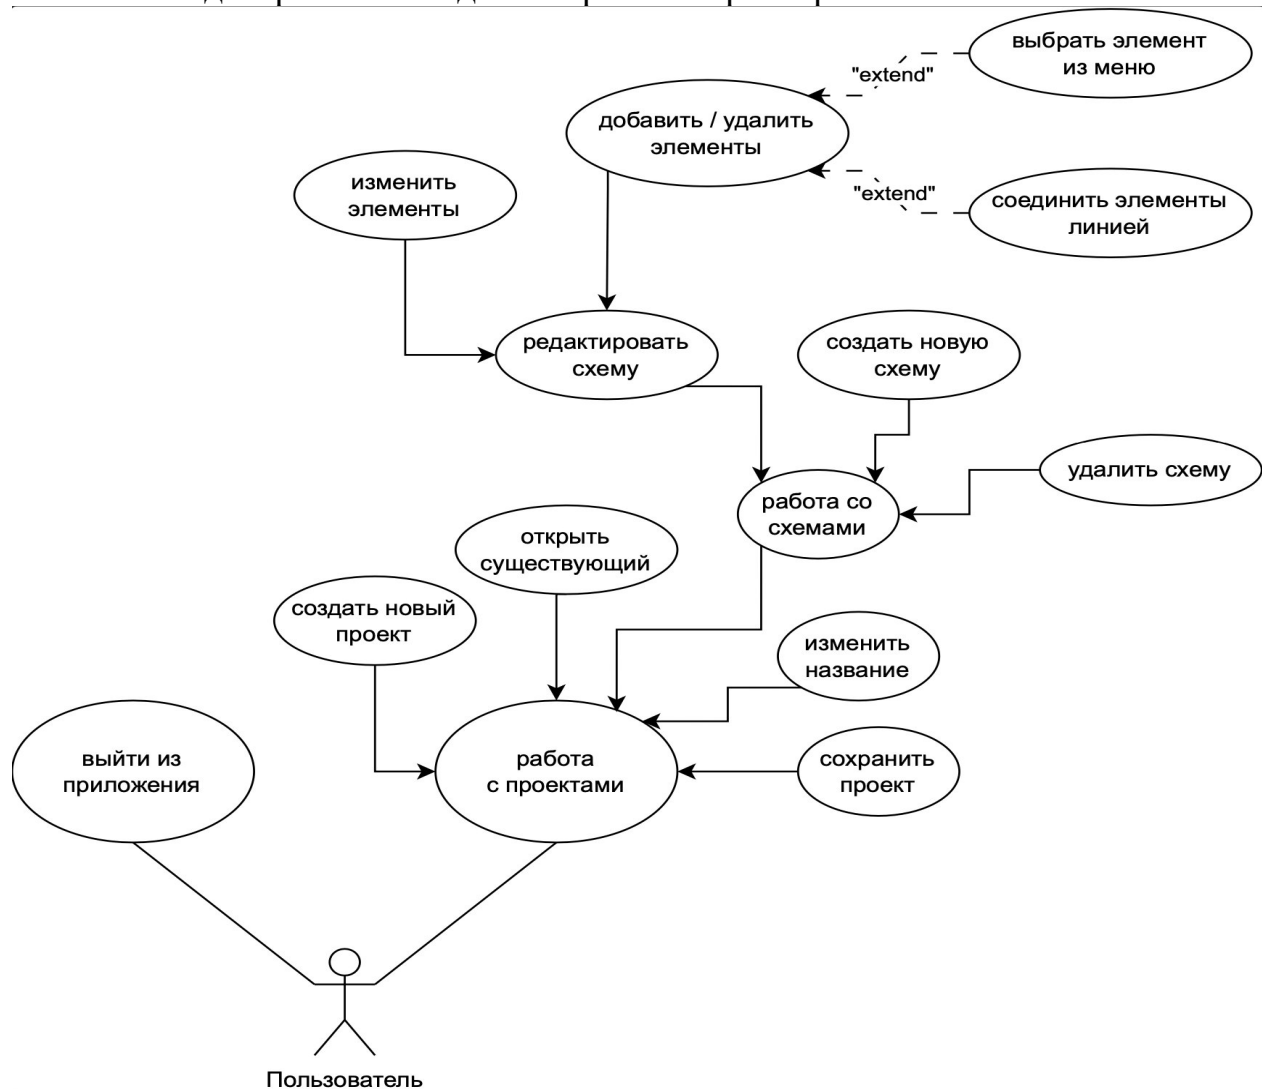 выбрать элемент
из меню
"extend"
добавить / удалить
элементы
изменить
элементы
"extend"
соединить элементы
линией
редактировать
схему
создать новую
схему
удалить схему
работа со
схемами
открыть
существующий
создать новый
проект
изменить
название
выйти из
приложения
работа
с проектами
сохранить
проект
Пользователь